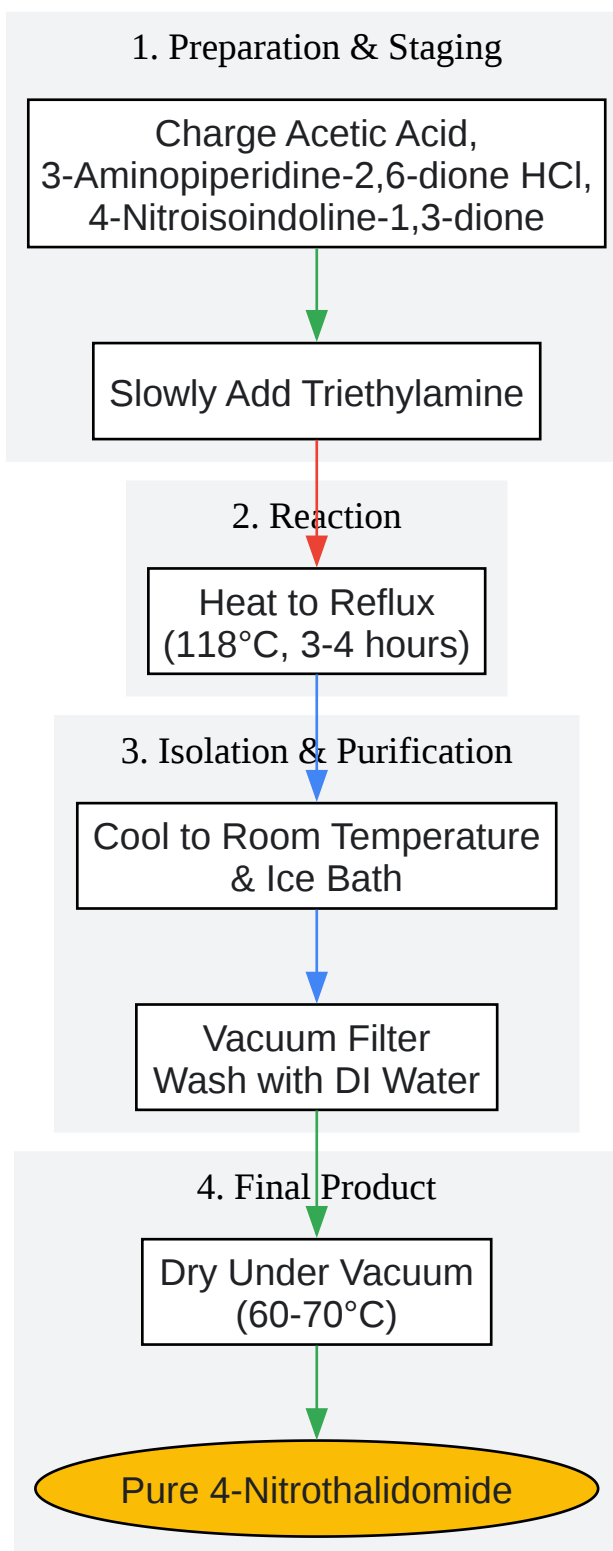 1. Preparation & Staging
Charge Acetic Acid,
3-Aminopiperidine-2,6-dione HCl,
4-Nitroisoindoline-1,3-dione
Slowly Add Triethylamine
2. Reaction
Heat to Reflux
(118°C, 3-4 hours)
3. Isolation & Purification
Cool to Room Temperature
& Ice Bath
Vacuum Filter
Wash with DI Water
4. Final Product
Dry Under Vacuum
(60-70°C)
Pure 4-Nitrothalidomide